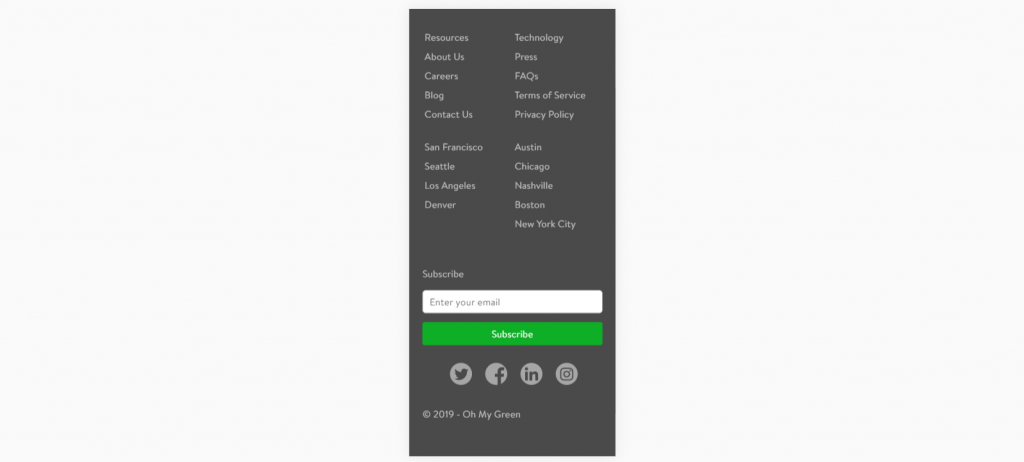 Resources
Technology
About Us
Press
Careers
FAQs
Blog
Terms of Service
Contact Us
Privacy Policy
San Francisco
Austin
Seattle
Chicago
Los Angeles
Nashville
Denver
Boston
New York City
Subscribe
Enter your email
Subscribe
© 2019 - Oh My Green